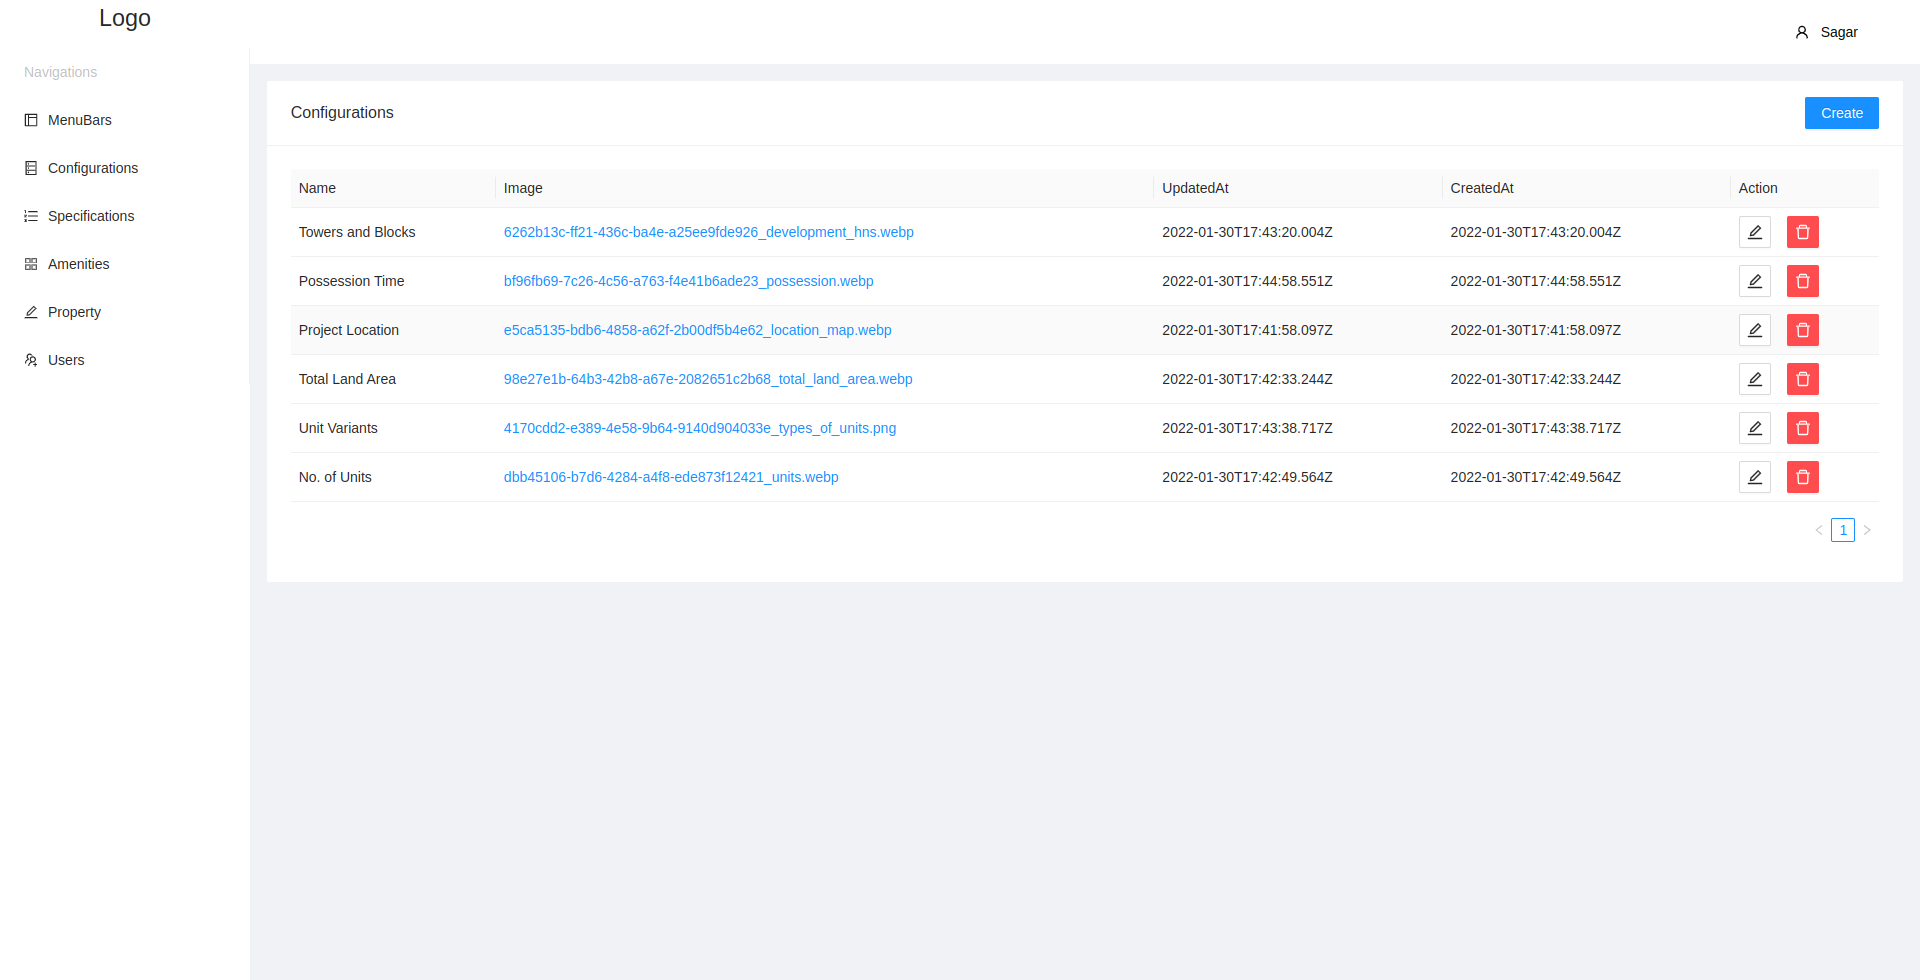 Logo
Sagar
Navigations
MenuBars
Configurations
Specifications
Amenities
Property
Users
Configurations
Create
Name Image UpdatedAt CreatedAt Action
Towers and Blocks 6262b13c-ff21-436c-ba4e-a25ee9fde926_development_hns.webp 2022-01-30T17:43:20.004Z 2022-01-30T17:43:20.004Z
Possession Time bf96fb69-7c26-4c56-a763-f4e41b6ade23_possession.webp 2022-01-30T17:44:58.551Z 2022-01-30T17:44:58.551Z
Project Location e5ca5135-bdb6-4858-a62f-2b00df5b4e62_location_map.webp 2022-01-30T17:41:58.097Z 2022-01-30T17:41:58.097Z
Total Land Area 98e27e1b-64b3-42b8-a67e-2082651c2b68_total_land_area.webp 2022-01-30T17:42:33.244Z 2022-01-30T17:42:33.244Z
Unit Variants 4170cdd2-e389-4e58-9b64-9140d904033e_types_of_units.png 2022-01-30T17:43:38.717Z 2022-01-30T17:43:38.717Z
No. of Units dbb45106-b7d6-4284-a4f8-ede873f12421_units.webp 2022-01-30T17:42:49.564Z 2022-01-30T17:42:49.564Z
1